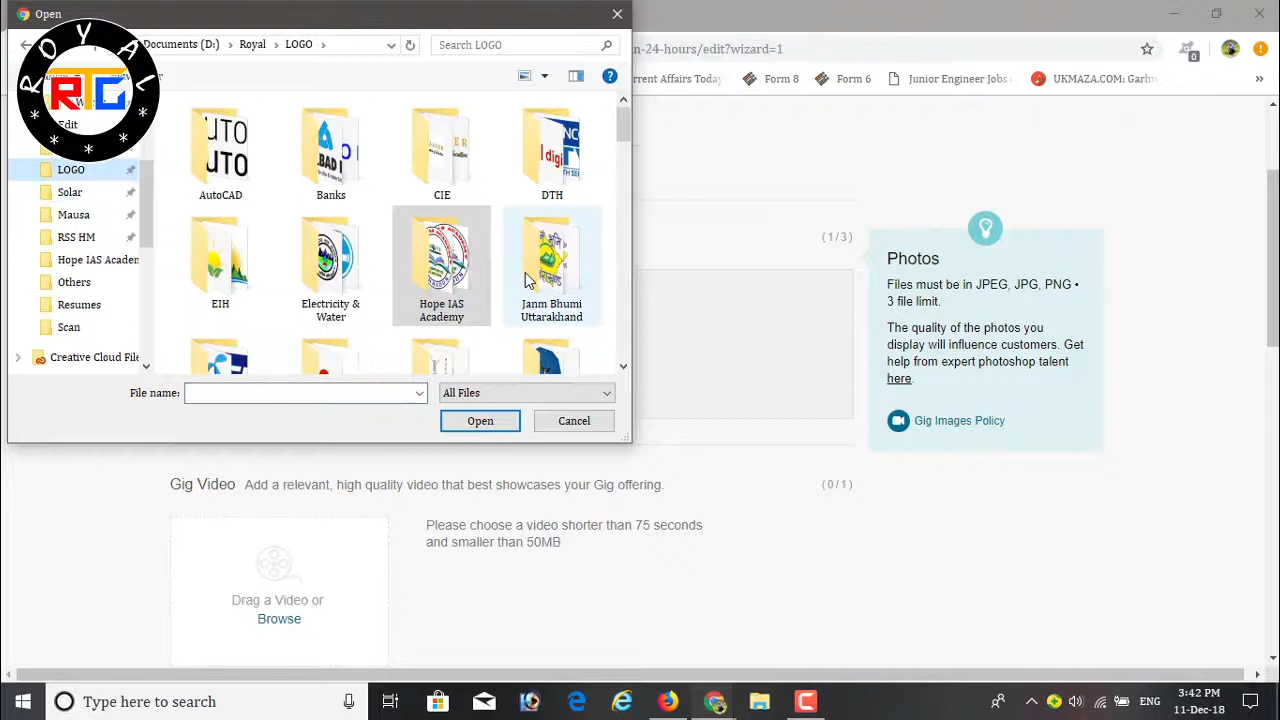 Open
ROYAL
RTG
Documents (D:) > Royal > LOGO >
Search LOGO
n-24-hours/edit?wizard=1
0
rrent Affairs Today
Form 8
Form 6
Junior Engineer Jobs
UKMAZA.COM: Garh
Edit
LOGO
Solar
Mausa
RSS HM
Hope IAS Academ
Others
Resumes
Scan
Creative Cloud File
AUTO
AUTO
digi
AutoCAD
Banks
CIE
DTH
EIH
Electricity &
Water
Hope IAS
Academy
Janm Bhumi
Uttarakhand
File name:
All Files
Open
Cancel
(1/3)
Photos
Files must be in JPEG, JPG, PNG •
3 file limit.
The quality of the photos you
display will influence customers. Get
help from expert photoshop talent
here.
Gig Images Policy
Gig Video Add a relevant, high quality video that best showcases your Gig offering.
(0/1)
Please choose a video shorter than 75 seconds
and smaller than 50MB
Drag a Video or
Browse
Type here to search
ENG
3:42 PM
11-Dec-18